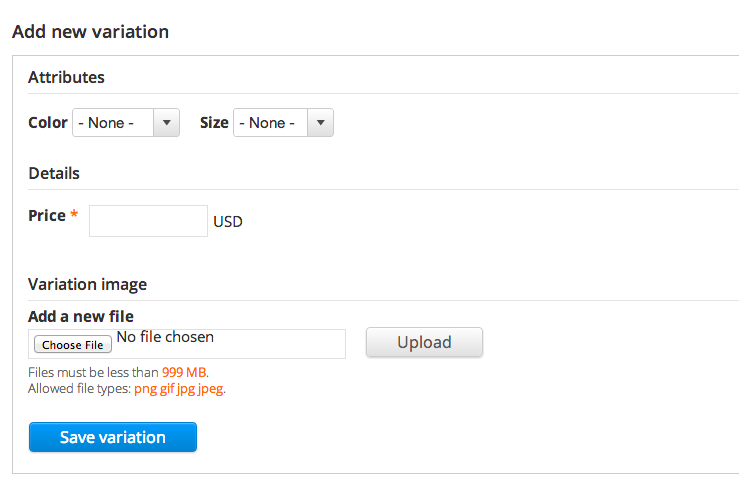 Add new variation
Attributes
Color - None - Size - None -
Details
Price * USD
Variation image
Add a new file
Choose File No file chosen Upload
Files must be less than 999 MB.
Allowed file types: png gif jpg jpeg.
Save variation